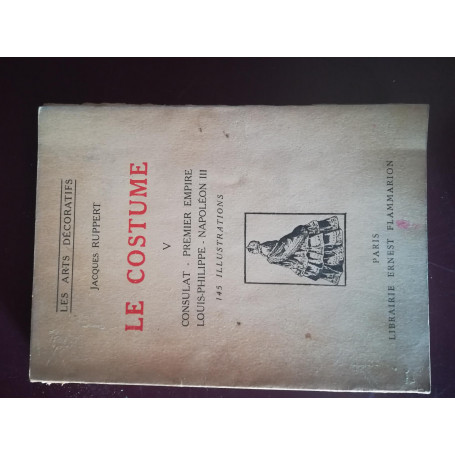 LES ARTS DÉCORATIFS
JACQUES RUPPERT
LE COSTUME
V
CONSULAT - PREMIER EMPIRE
LOUIS-PHILIPPE - NAPOLÉON III
145 ILLUSTRATIONS
PARIS
LIBRAIRIE ERNEST FLAMMARION